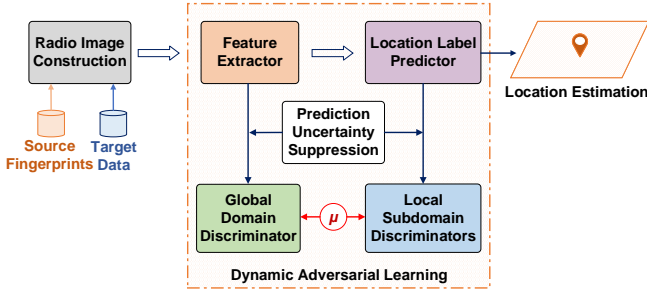 Radio Image
Construction
Feature
Extractor
Location Label
Predictor
Location Estimation
Source
Fingerprints
Target
Data
Prediction
Uncertainty
Suppression
Global
Domain
Discriminator
μ
Local
Subdomain
Discriminators
Dynamic Adversarial Learning